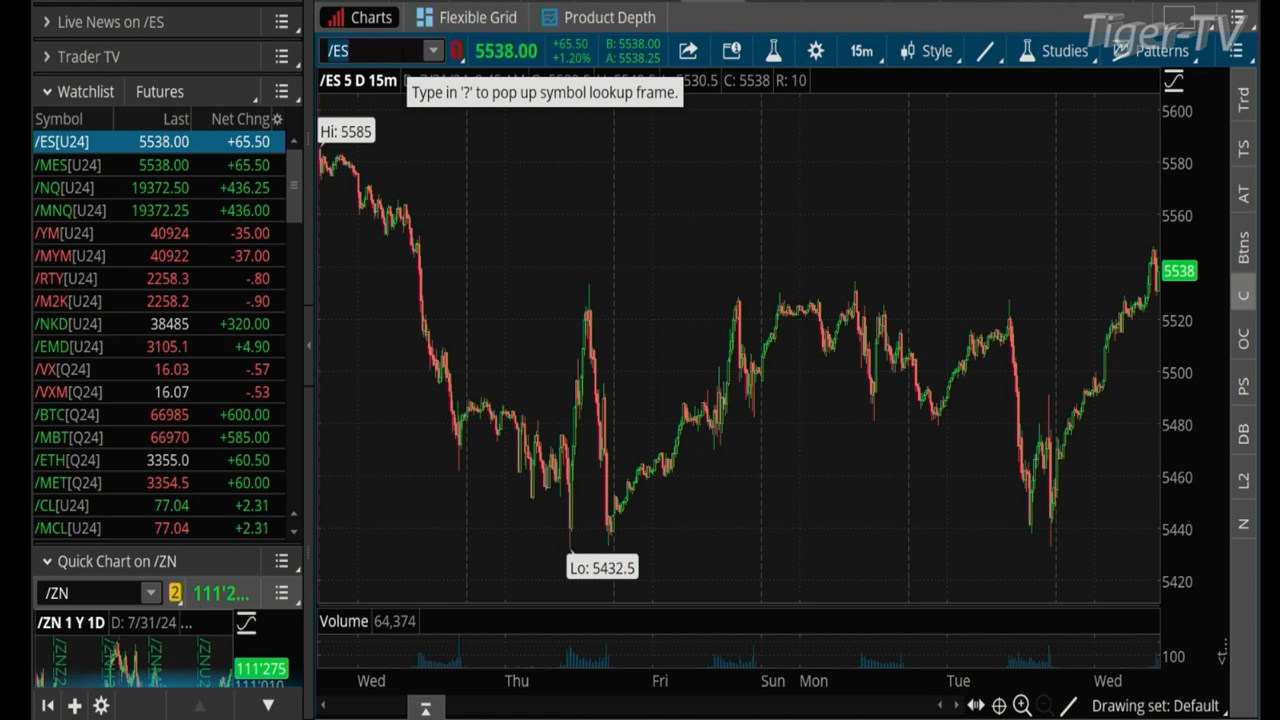 Live News on /ES
Trader TV
Watchlist Futures
Symbol Last Net Chng
/ES[U24] 5538.00 +65.50
/MES[U24] 5538.00 +65.50
/NQ[U24] 19372.50 +436.25
/MNQ[U24] 19372.25 +436.00
/YM[U24] 40924 -35.00
/MYM[U24] 40922 -37.00
/RTY[U24] 2258.3 -.80
/M2K[U24] 2258.2 -.90
/NKD[U24] 38485 +320.00
/EMD[U24] 3105.1 +4.90
/VX[Q24] 16.03 -.57
/VXM[Q24] 16.07 -.53
/BTC[Q24] 66985 +600.00
/MBT[Q24] 66970 +585.00
/ETH[Q24] 3355.0 +60.50
/MET[Q24] 3354.5 +60.00
/CL[U24] 77.04 +2.31
/MCL[U24] 77.04 +2.31
Quick Chart on /ZN
/ZN 2 111'2...
/ZN 1 Y 1D D: 7/31/24 ...
111'275
111'010
Charts Flexible Grid Product Depth
Tiger-TV
/ES 5538.00 +65.50 +1.20% B: 5538.00 A: 5538.25 15m Style Studies Patterns
/ES 5 D 15m 5530.5 C: 5538 R: 10
Type in '?' to pop up symbol lookup frame.
Hi: 5585
Lo: 5432.5
5600
5580
5560
5538
5520
5500
5480
5460
5440
5420
Volume 64,374
100
<t...
Wed Thu Fri Sun Mon Tue Wed
Drawing set: Default
Trd
TS
AT
Btns
C
OC
PS
DB
L2
N